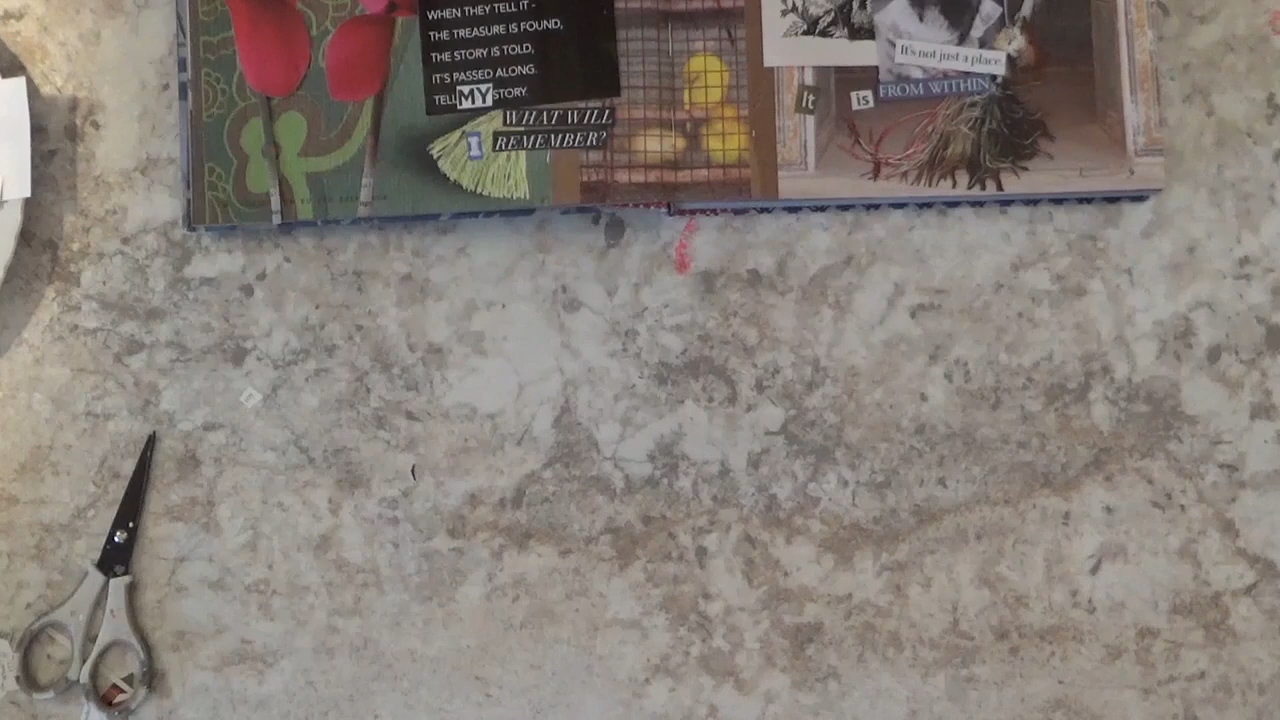 WHEN THEY TELL IT -
THE TREASURE IS FOUND,
THE STORY IS TOLD,
IT'S PASSED ALONG.
TELL MY STORY.
WHAT WILL
I REMEMBER?
It's not just a place
It is FROM WITHIN